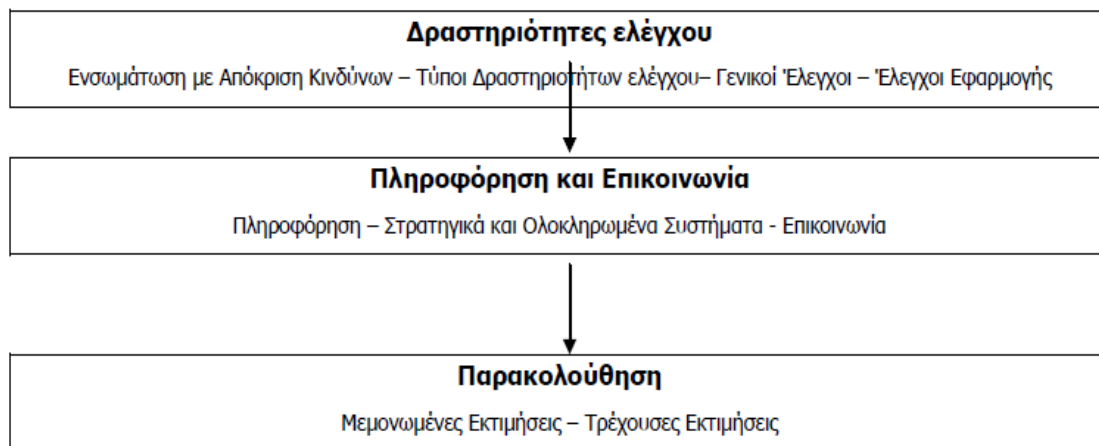 Δραστηριότητες ελέγχου
Ενσωμάτωση με Απόκριση Κινδύνων – Τύποι Δραστηριοτήτων ελέγχου– Γενικοί Έλεγχοι – Έλεγχοι Εφαρμογής
Πληροφόρηση και Επικοινωνία
Πληροφόρηση – Στρατηγικά και Ολοκληρωμένα Συστήματα - Επικοινωνία
Παρακολούθηση
Μεμονωμένες Εκτιμήσεις – Τρέχουσες Εκτιμήσεις